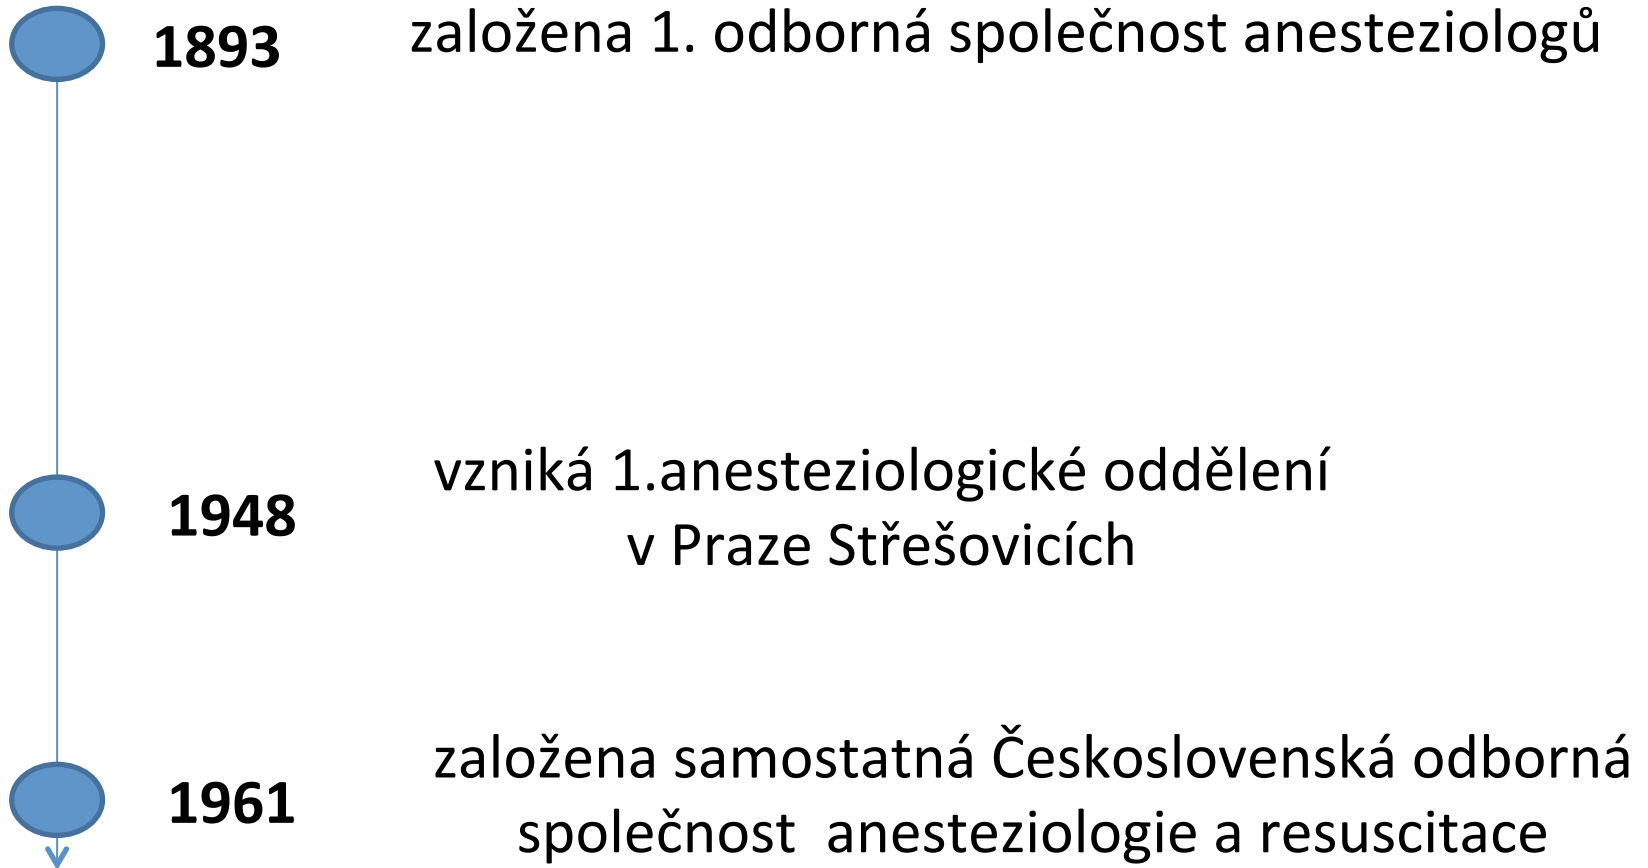 1893 založena 1. odborná společnost anesteziologů
1948 vzniká 1.anesteziologické oddělení
v Praze Střešovicích
1961 založena samostatná Československá odborná
společnost anesteziologie a resuscitace